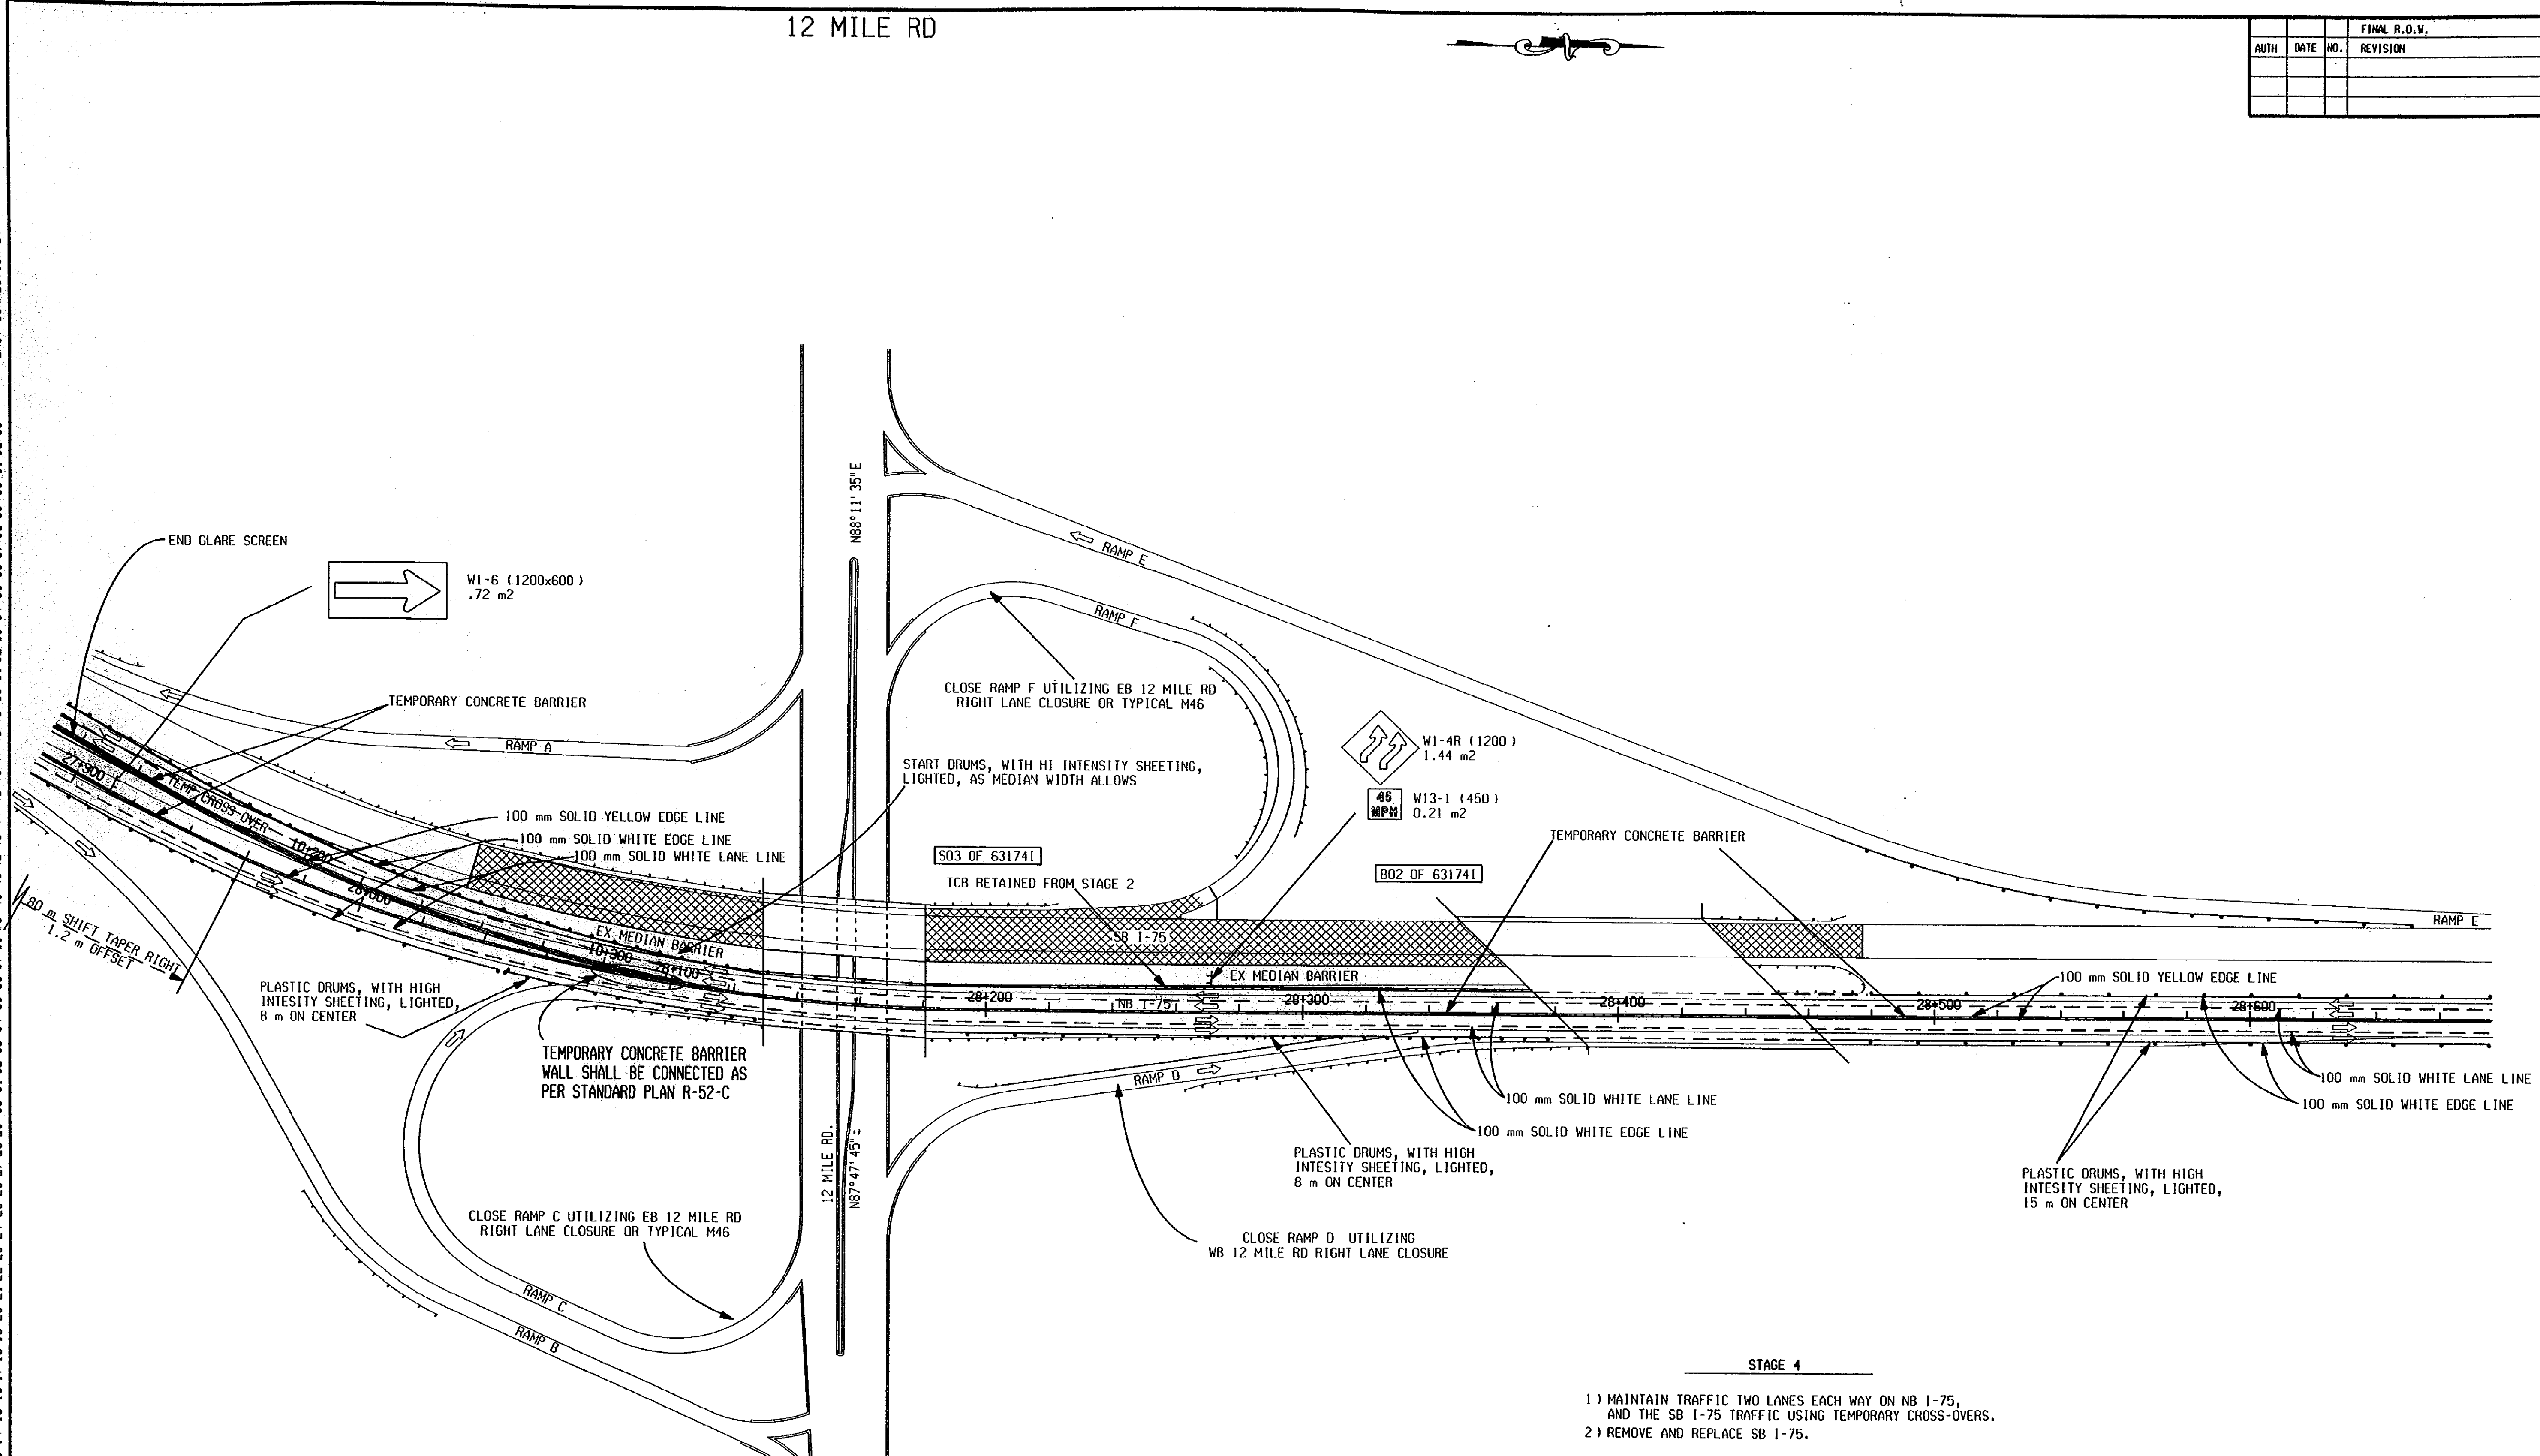 12 MILE RD
FINAL R.O.W.
AUTH DATE NO. REVISION
N88°11'35"E
END GLARE SCREEN
W1-6 (1200x600)
.72 m2
RAMP E
RAMP F
CLOSE RAMP F UTILIZING EB 12 MILE RD
RIGHT LANE CLOSURE OR TYPICAL M46
TEMPORARY CONCRETE BARRIER
RAMP A
W1-4R (1200)
1.44 m2
START DRUMS, WITH HI INTENSITY SHEETING,
LIGHTED, AS MEDIAN WIDTH ALLOWS
45
MPH
W13-1 (450)
0.21 m2
27+900
TEMP CROSS-OVER
10+200
28+000
100 mm SOLID YELLOW EDGE LINE
100 mm SOLID WHITE EDGE LINE
100 mm SOLID WHITE LANE LINE
TEMPORARY CONCRETE BARRIER
S03 OF 63174I
TCB RETAINED FROM STAGE 2
B02 OF 63174I
80 m SHIFT TAPER RIGHT
1.2 m OFFSET
EX MEDIAN BARRIER
10+300
28+100
SB I-75
RAMP E
EX MEDIAN BARRIER
28+200
NB I-75
28+300
28+400
28+500
28+600
100 mm SOLID YELLOW EDGE LINE
PLASTIC DRUMS, WITH HIGH
INTESITY SHEETING, LIGHTED,
8 m ON CENTER
TEMPORARY CONCRETE BARRIER
WALL SHALL BE CONNECTED AS
PER STANDARD PLAN R-52-C
RAMP D
100 mm SOLID WHITE LANE LINE
100 mm SOLID WHITE EDGE LINE
100 mm SOLID WHITE LANE LINE
100 mm SOLID WHITE EDGE LINE
PLASTIC DRUMS, WITH HIGH
INTESITY SHEETING, LIGHTED,
8 m ON CENTER
PLASTIC DRUMS, WITH HIGH
INTESITY SHEETING, LIGHTED,
15 m ON CENTER
12 MILE RD.
N87°47'45"E
CLOSE RAMP C UTILIZING EB 12 MILE RD
RIGHT LANE CLOSURE OR TYPICAL M46
CLOSE RAMP D UTILIZING
WB 12 MILE RD RIGHT LANE CLOSURE
RAMP C
RAMP B
STAGE 4
1) MAINTAIN TRAFFIC TWO LANES EACH WAY ON NB I-75,
AND THE SB I-75 TRAFFIC USING TEMPORARY CROSS-OVERS.
2) REMOVE AND REPLACE SB I-75.